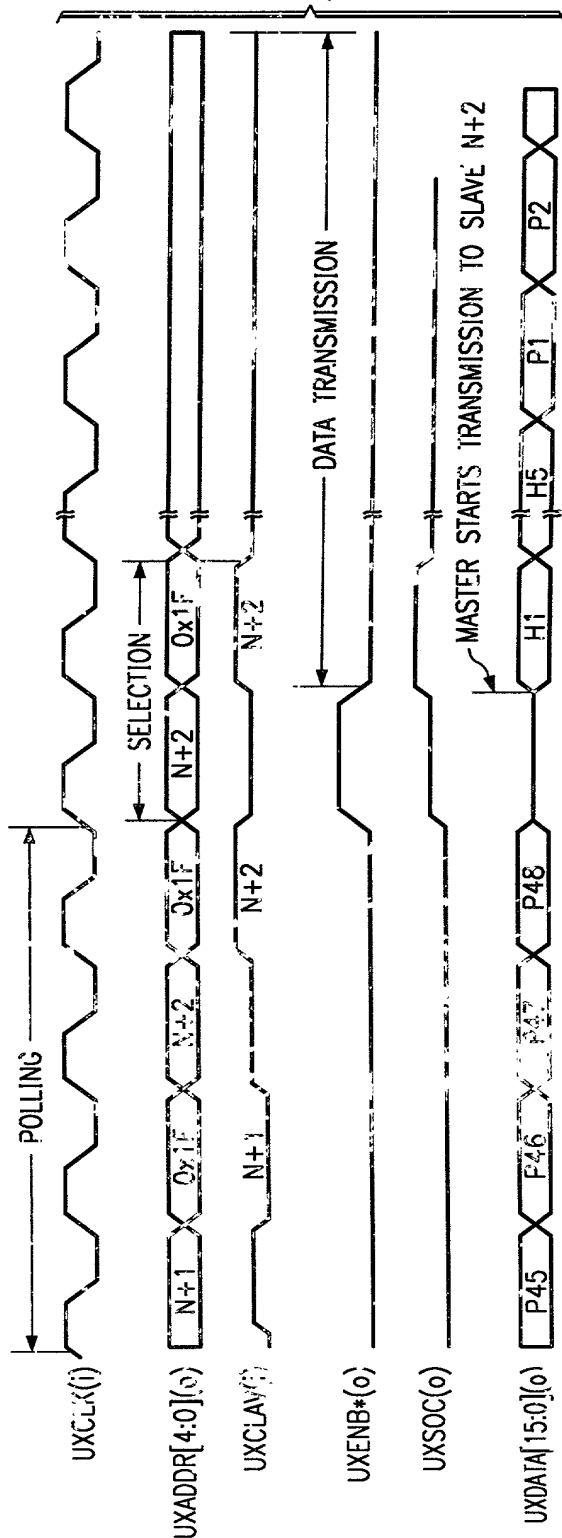 POLLING
UXCLK(i)
SELECTION
UXADDR[4:0](o) N+1 0x1F N+2 0x1F N+2 0x1F
UXCLAV(i) N+1 N+2 N+2
DATA TRANSMISSION
UXENB*(o)
UXSOC(o)
MASTER STARTS TRANSMISSION TO SLAVE N+2
UXDATA[15:0](o) P45 P46 P47 P48 H1 H5 P1 P2